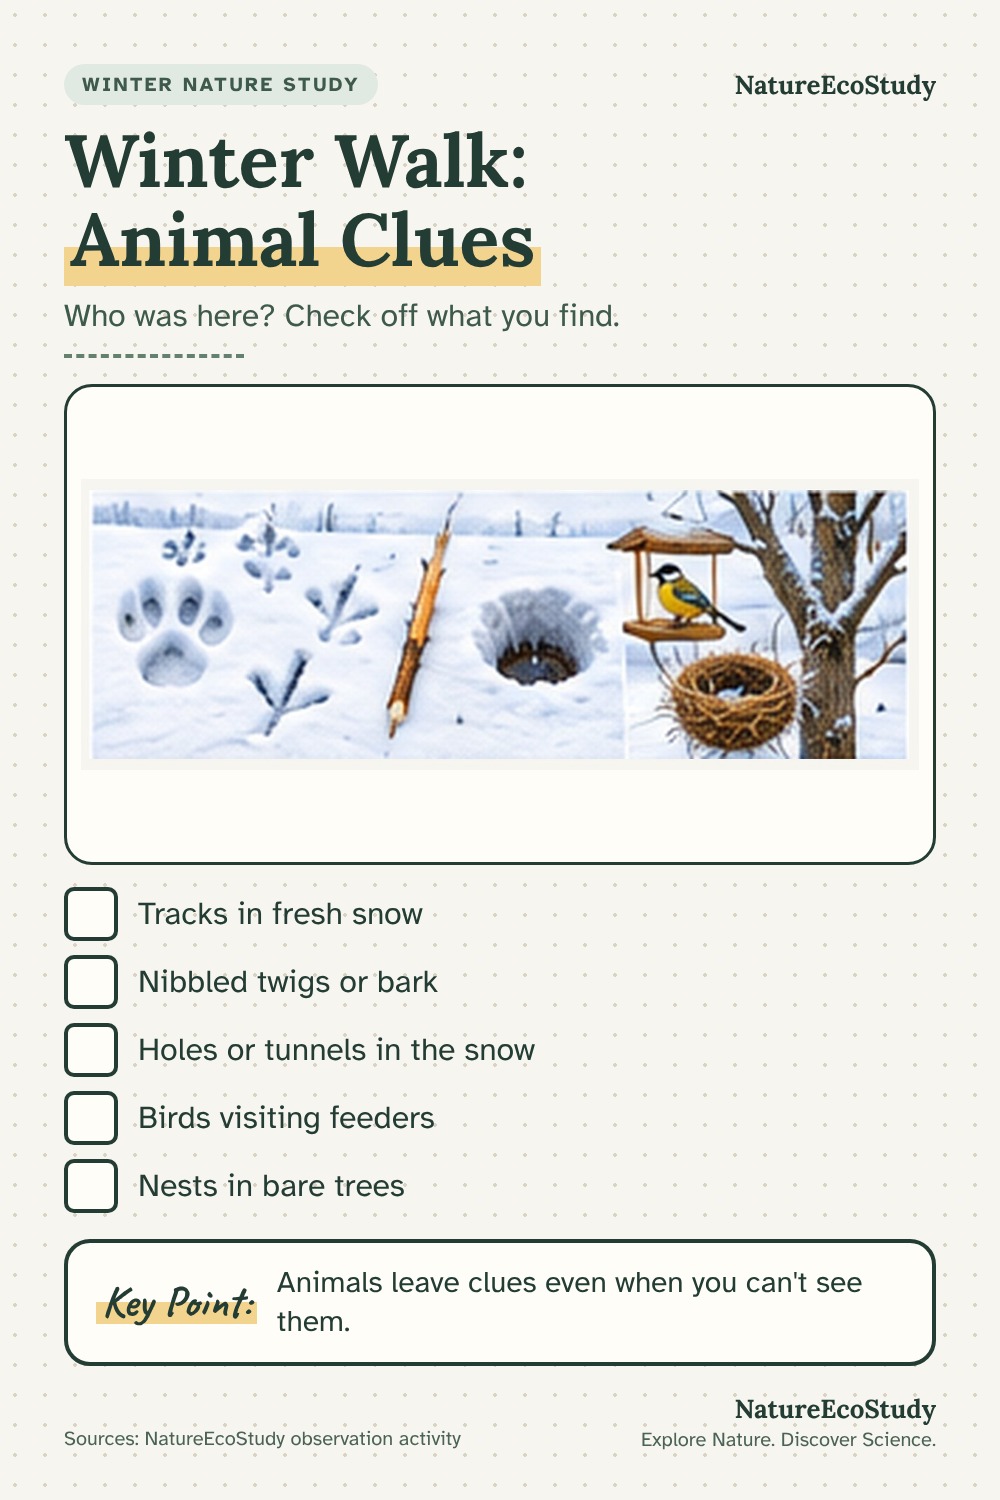 WINTER NATURE STUDY
NatureEcoStudy
Winter Walk:
Animal Clues
Who was here? Check off what you find.
Tracks in fresh snow
Nibbled twigs or bark
Holes or tunnels in the snow
Birds visiting feeders
Nests in bare trees
Key Point:
Animals leave clues even when you can't see
them.
NatureEcoStudy
Sources: NatureEcoStudy observation activity
Explore Nature. Discover Science.